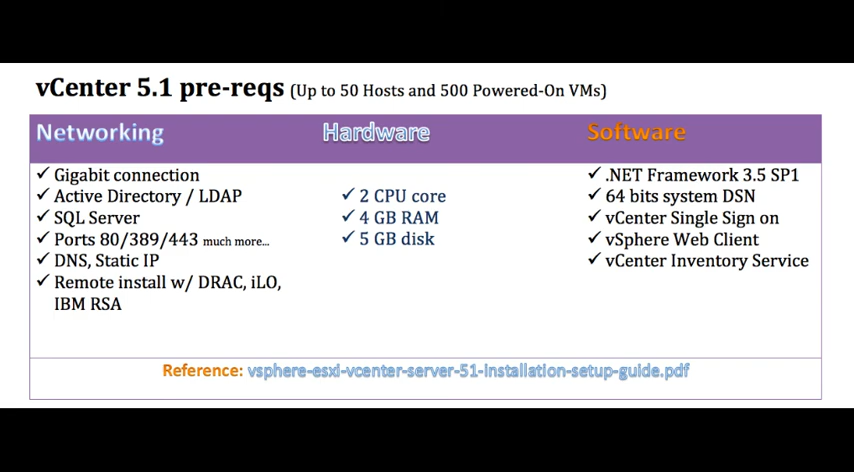 vCenter 5.1 pre-reqs (Up to 50 Hosts and 500 Powered-On VMs)
Networking
✓ Gigabit connection
✓ Active Directory / LDAP
✓ SQL Server
✓ Ports 80/389/443 much more...
✓ DNS, Static IP
✓ Remote install w/ DRAC, iLO,
IBM RSA
Hardware
✓ 2 CPU core
✓ 4 GB RAM
✓ 5 GB disk
Software
✓ .NET Framework 3.5 SP1
✓ 64 bits system DSN
✓ vCenter Single Sign on
✓ vSphere Web Client
✓ vCenter Inventory Service
Reference: vsphere-esxi-vcenter-server-51-installation-setup-guide.pdf